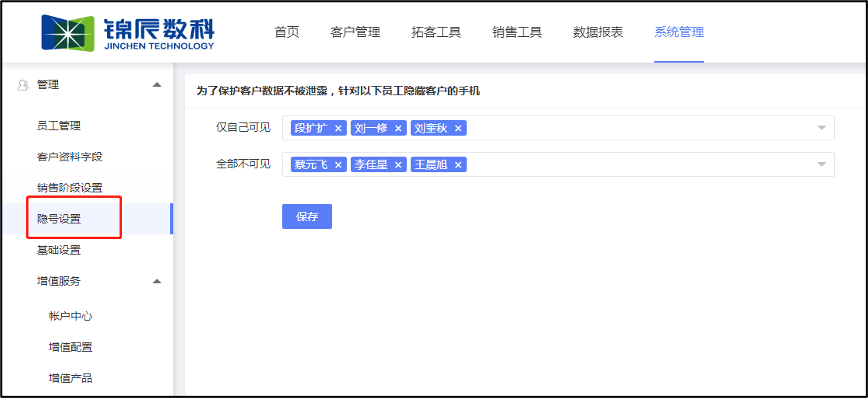 锦辰数科
JINCHEN TECHNOLOGY
首页 客户管理 拓客工具 销售工具 数据报表 系统管理
管理
员工管理
客户资料字段
销售阶段设置
隐号设置
基础设置
增值服务
帐户中心
增值配置
增值产品
为了保护客户数据不被泄露，针对以下员工隐藏客户的手机
仅自己可见 段扩扩 × 刘一修 × 刘奎秋 ×
全部不可见 蔡元飞 × 李佳星 × 王晨旭 ×
保存